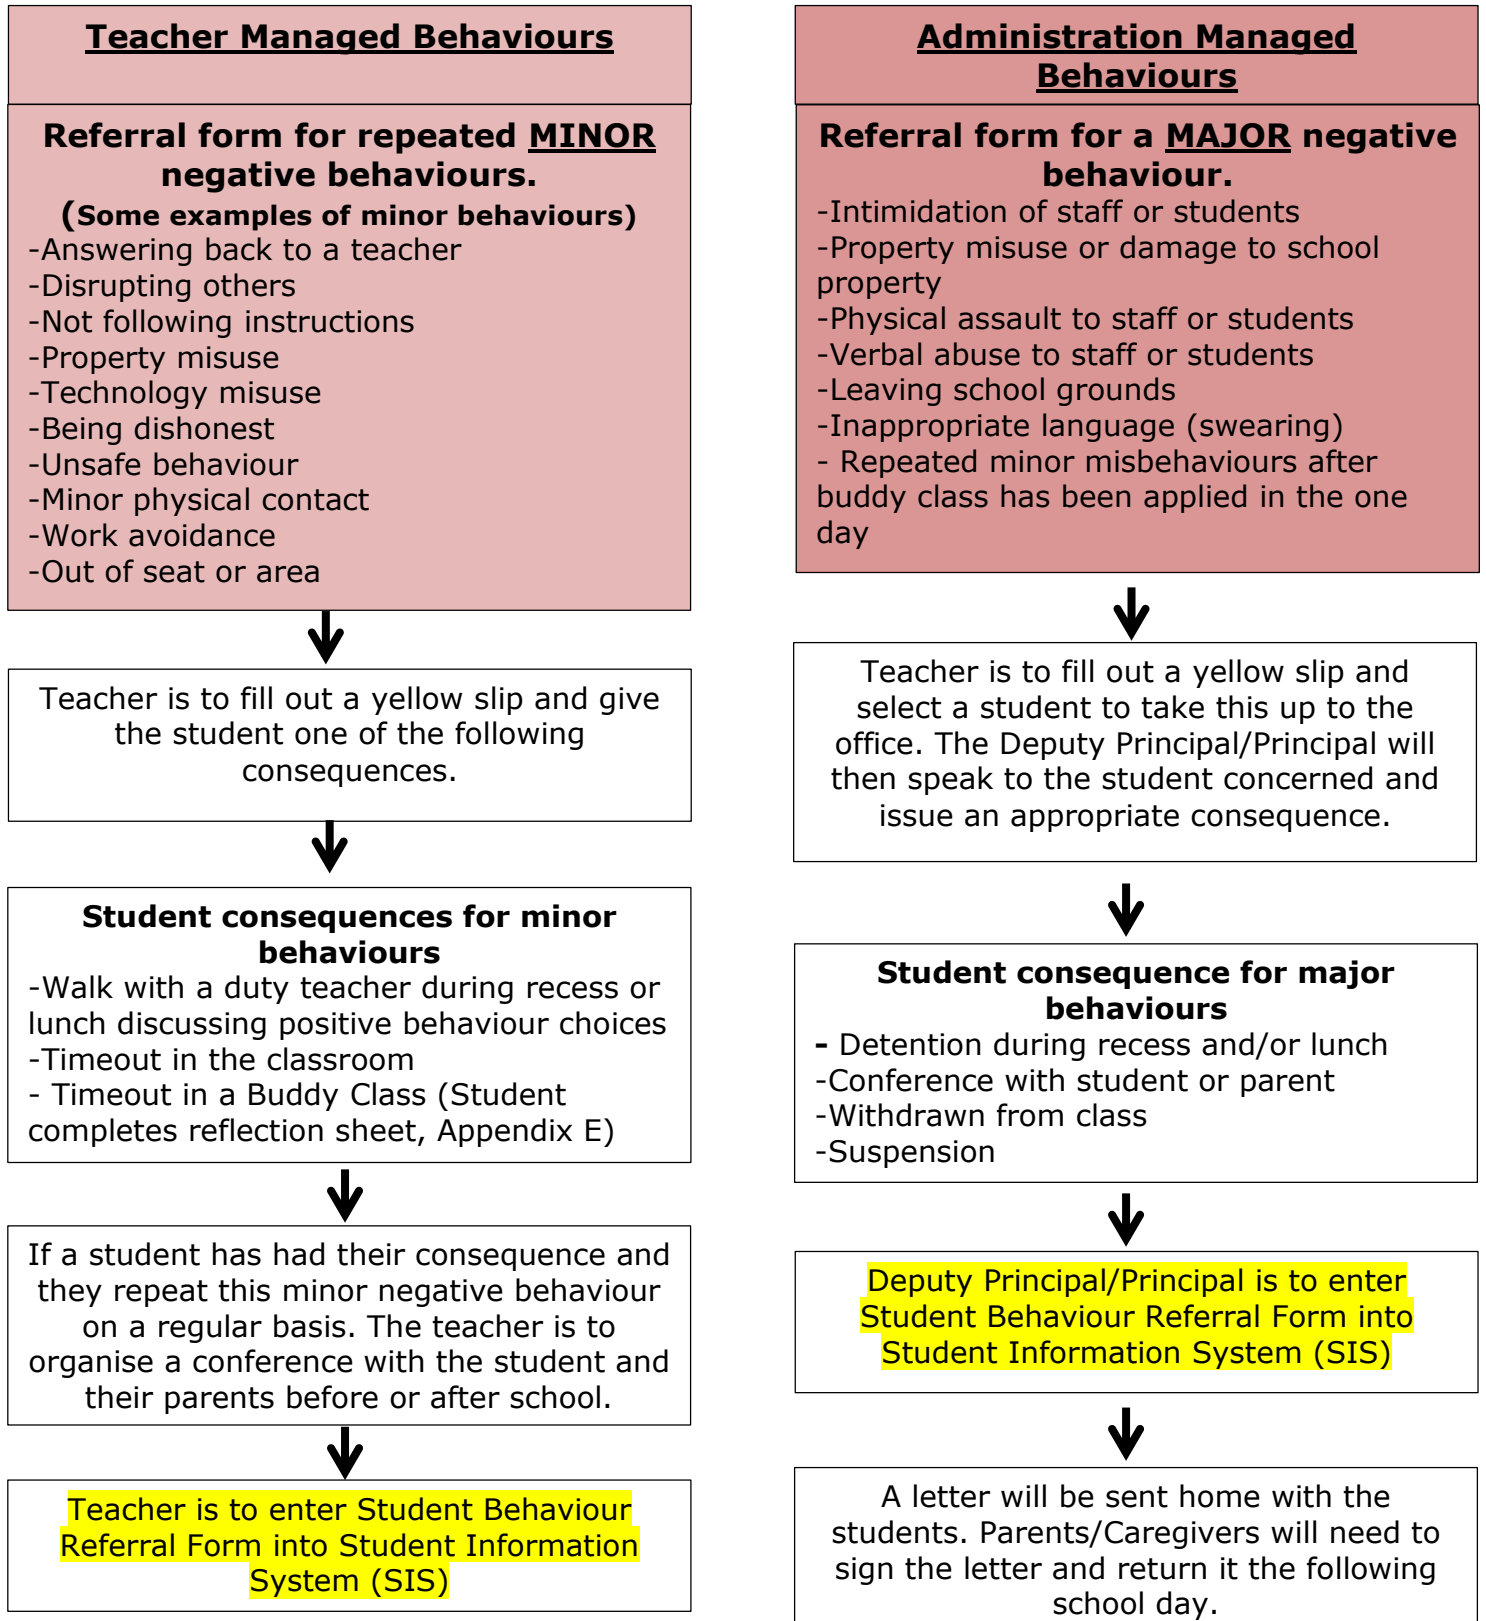 Teacher Managed Behaviours
Referral form for repeated MINOR
negative behaviours.
(Some examples of minor behaviours)
-Answering back to a teacher
-Disrupting others
-Not following instructions
-Property misuse
-Technology misuse
-Being dishonest
-Unsafe behaviour
-Minor physical contact
-Work avoidance
-Out of seat or area
Teacher is to fill out a yellow slip and give
the student one of the following
consequences.
Student consequences for minor
behaviours
-Walk with a duty teacher during recess or
lunch discussing positive behaviour choices
-Timeout in the classroom
- Timeout in a Buddy Class (Student
completes reflection sheet, Appendix E)
If a student has had their consequence and
they repeat this minor negative behaviour
on a regular basis. The teacher is to
organise a conference with the student and
their parents before or after school.
Teacher is to enter Student Behaviour
Referral Form into Student Information
System (SIS)
Administration Managed
Behaviours
Referral form for a MAJOR negative
behaviour.
-Intimidation of staff or students
-Property misuse or damage to school
property
-Physical assault to staff or students
-Verbal abuse to staff or students
-Leaving school grounds
-Inappropriate language (swearing)
- Repeated minor misbehaviours after
buddy class has been applied in the one
day
Teacher is to fill out a yellow slip and
select a student to take this up to the
office. The Deputy Principal/Principal will
then speak to the student concerned and
issue an appropriate consequence.
Student consequence for major
behaviours
- Detention during recess and/or lunch
-Conference with student or parent
-Withdrawn from class
-Suspension
Deputy Principal/Principal is to enter
Student Behaviour Referral Form into
Student Information System (SIS)
A letter will be sent home with the
students. Parents/Caregivers will need to
sign the letter and return it the following
school day.